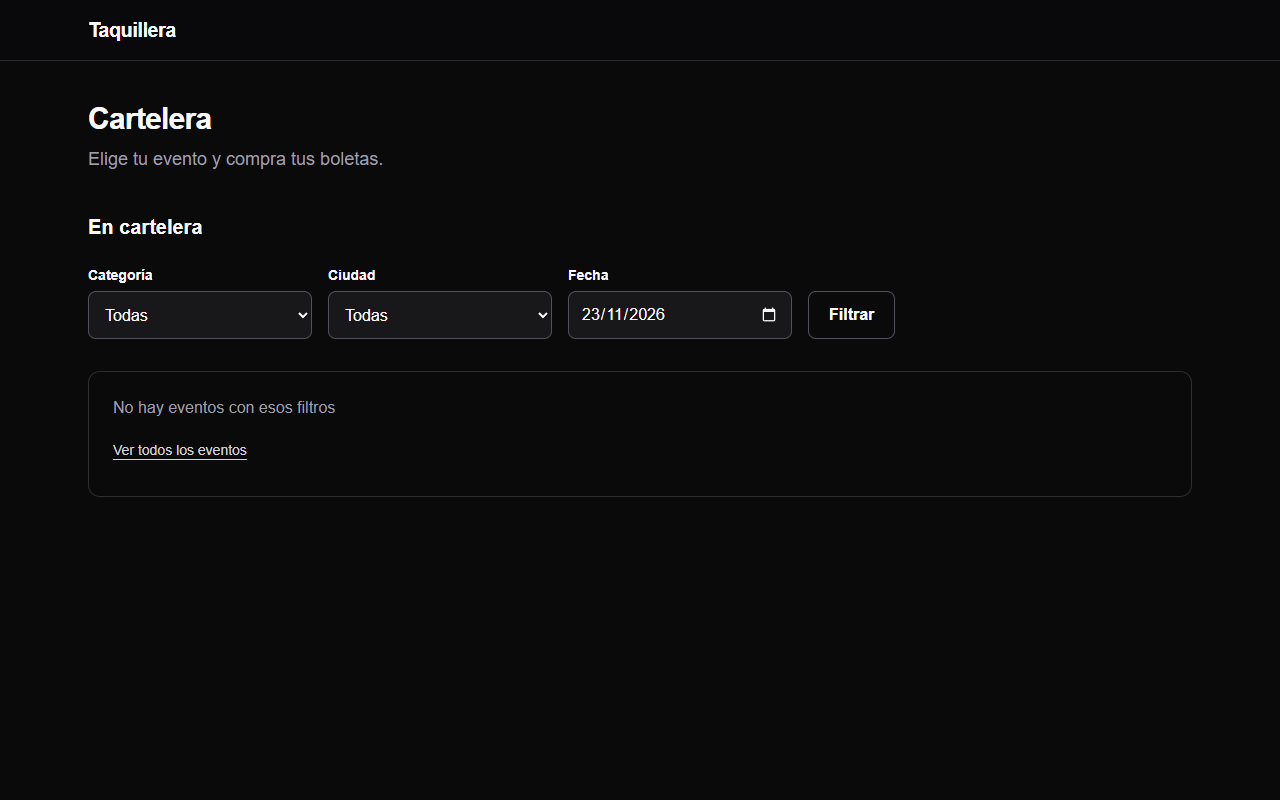 Taquillera
Cartelera
Elige tu evento y compra tus boletas.
En cartelera
Categoría Ciudad Fecha
Todas Todas 23/11/2026 Filtrar
No hay eventos con esos filtros
Ver todos los eventos